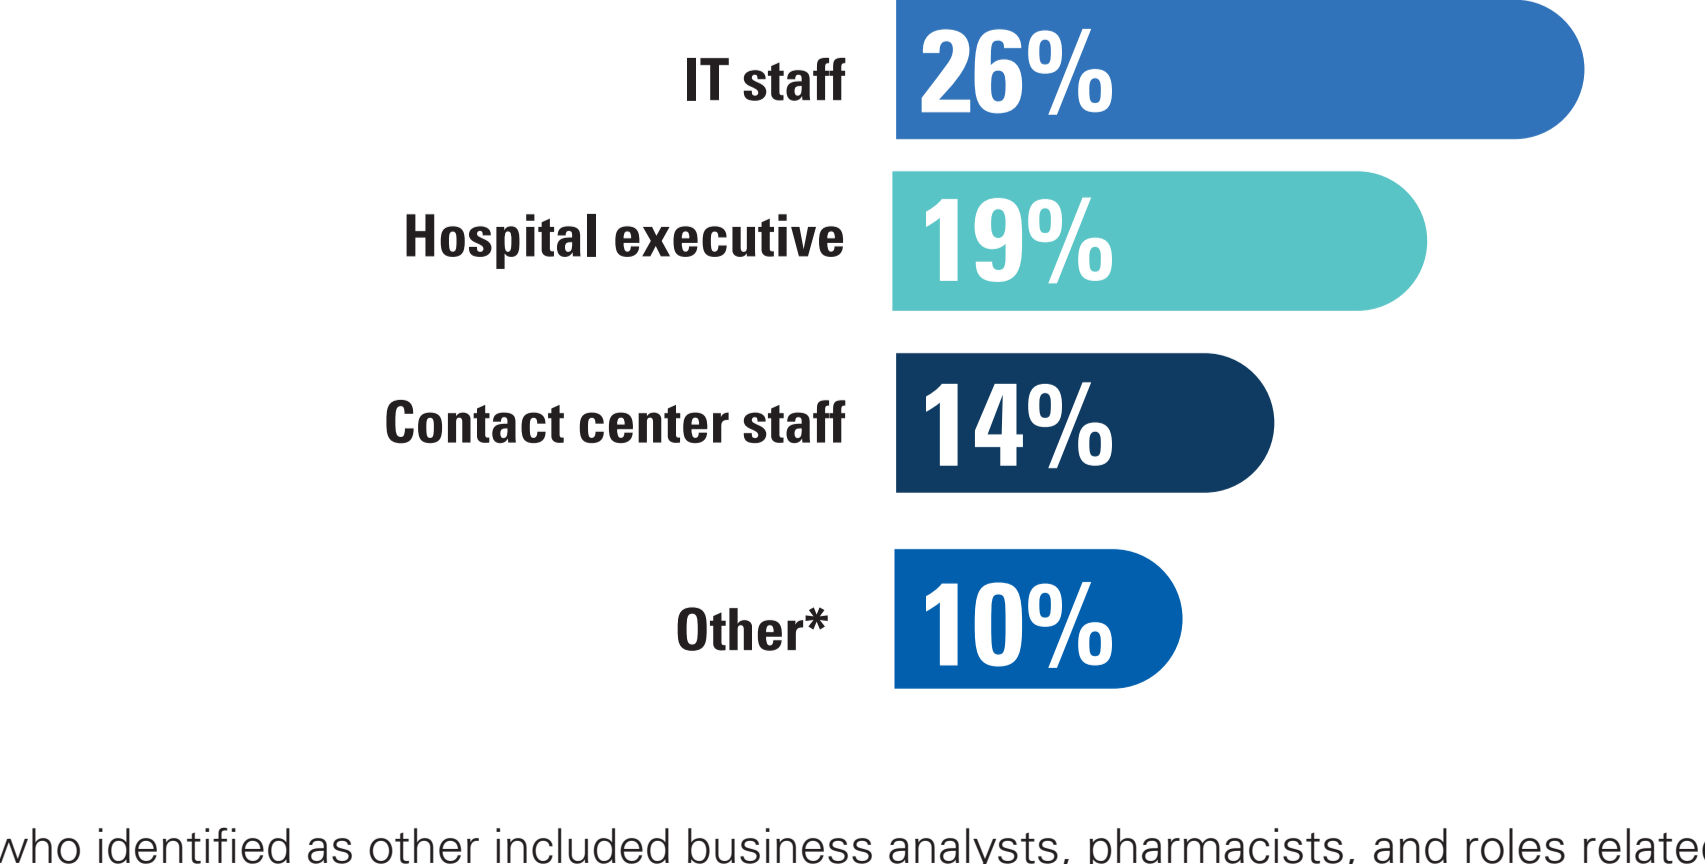 IT staff 26%
Hospital executive 19%
Contact center staff 14%
Other* 10%
who identified as other included business analysts, pharmacists, and roles relate